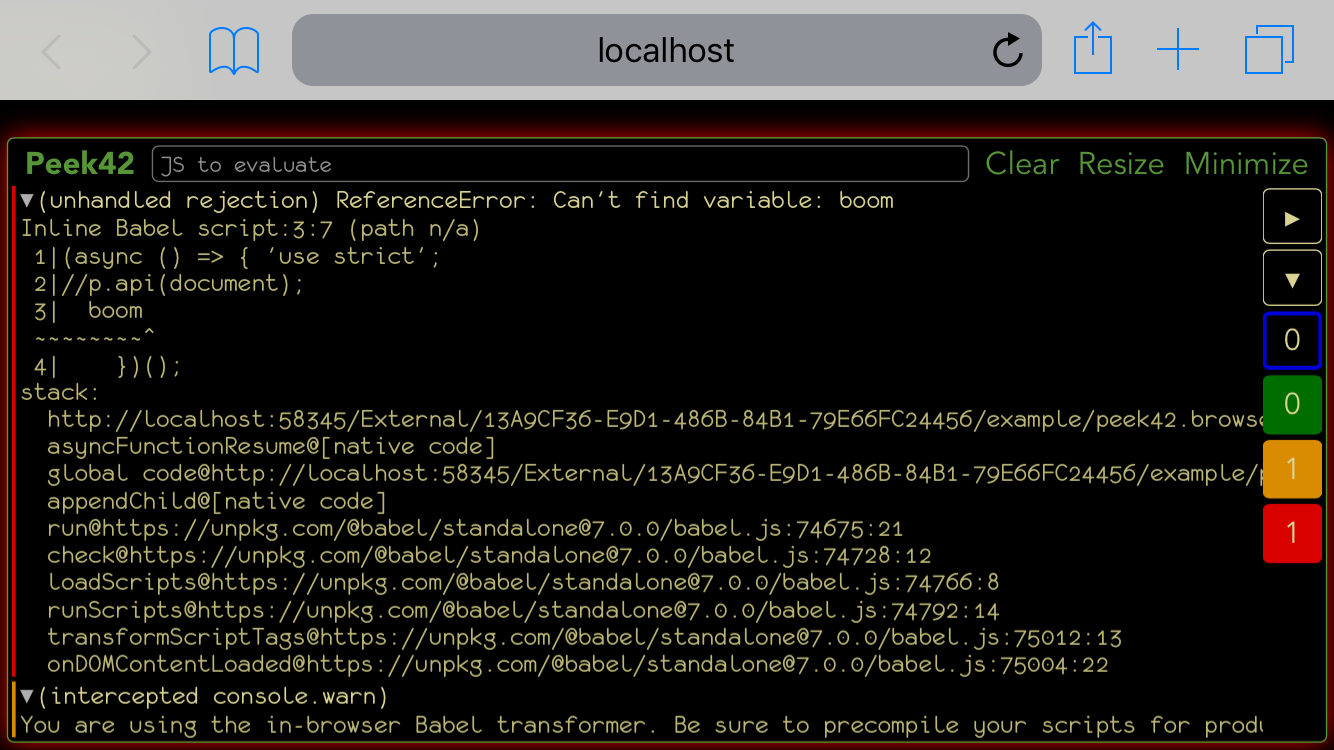 localhost
Peek42 JS to evaluate Clear Resize Minimize
▼(unhandled rejection) ReferenceError: Can't find variable: boom
Inline Babel script:3:7 (path n/a)
1|(async () => { 'use strict';
2|//p.api(document);
3|  boom
~~~~~~~~^
4|    })();
stack:
http://localhost:58345/External/13A9CF36-E9D1-486B-84B1-79E66FC24456/example/peek42.browse
asyncFunctionResume@[native code]
global code@http://localhost:58345/External/13A9CF36-E9D1-486B-84B1-79E66FC24456/example/p
appendChild@[native code]
run@https://unpkg.com/@babel/standalone@7.0.0/babel.js:74675:21
check@https://unpkg.com/@babel/standalone@7.0.0/babel.js:74728:12
loadScripts@https://unpkg.com/@babel/standalone@7.0.0/babel.js:74766:8
runScripts@https://unpkg.com/@babel/standalone@7.0.0/babel.js:74792:14
transformScriptTags@https://unpkg.com/@babel/standalone@7.0.0/babel.js:75012:13
onDOMContentLoaded@https://unpkg.com/@babel/standalone@7.0.0/babel.js:75004:22
▼(intercepted console.warn)
You are using the in-browser Babel transformer. Be sure to precompile your scripts for produ
►
▼
0
0
1
1